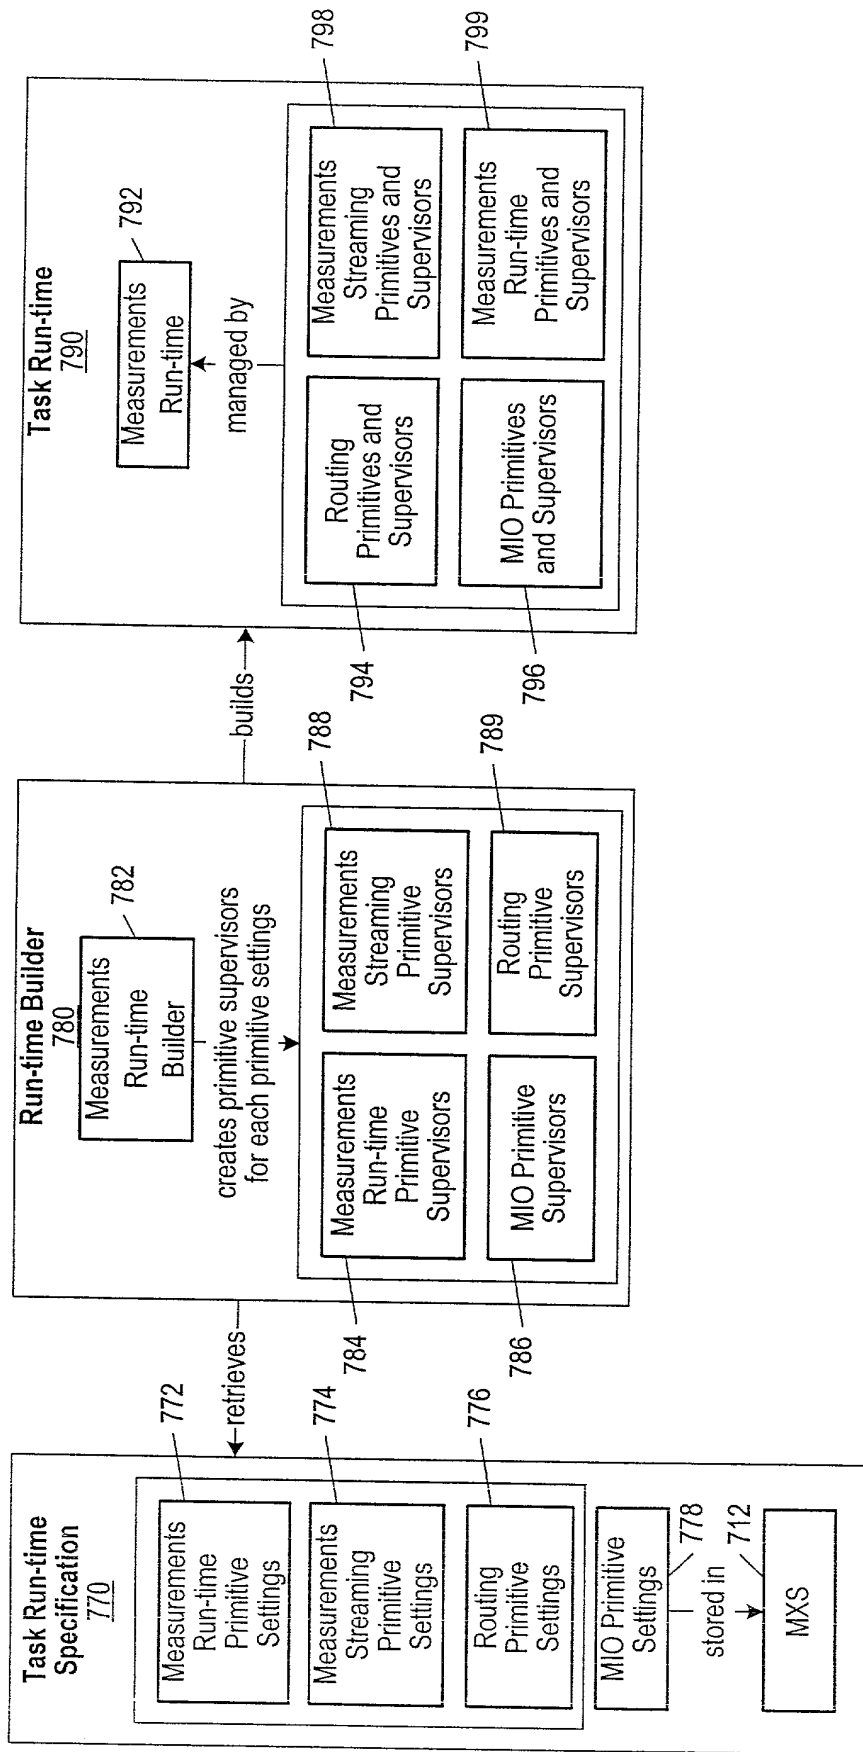 Task Run-time
Specification
770
Measurements
Run-time
Primitive
Settings
772
Measurements
Streaming
Primitive
Settings
774
Routing
Primitive
Settings
776
MIO Primitive
Settings
778
stored in
712
MXS
retrieves
Run-time Builder
780
Measurements
Run-time
Builder
782
creates primitive supervisors
for each primitive settings
Measurements
Run-time
Primitive
Supervisors
784
Measurements
Streaming
Primitive
Supervisors
788
MIO Primitive
Supervisors
786
Routing
Primitive
Supervisors
789
builds
Task Run-time
790
Measurements
Run-time
792
managed by
Routing
Primitives and
Supervisors
794
Measurements
Streaming
Primitives and
Supervisors
798
MIO Primitives
and Supervisors
796
Measurements
Run-time
Primitives and
Supervisors
799